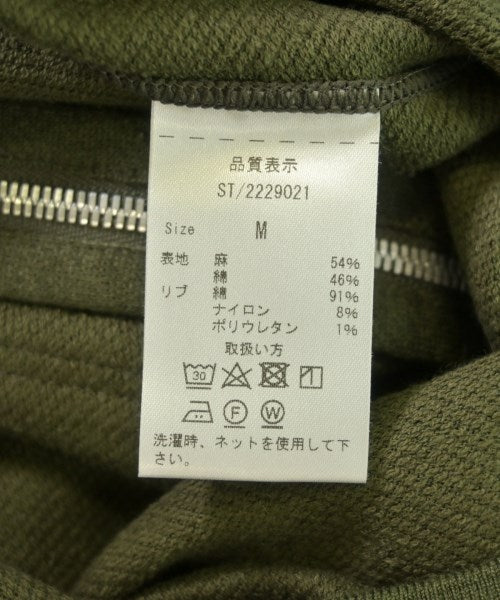 品質表示
ST/2229021
Size M
表地 麻 54%
綿 46%
リブ 綿 91%
ナイロン 8%
ポリウレタン 1%
取扱い方
30
F W
洗濯時、ネットを使用して下
さい。